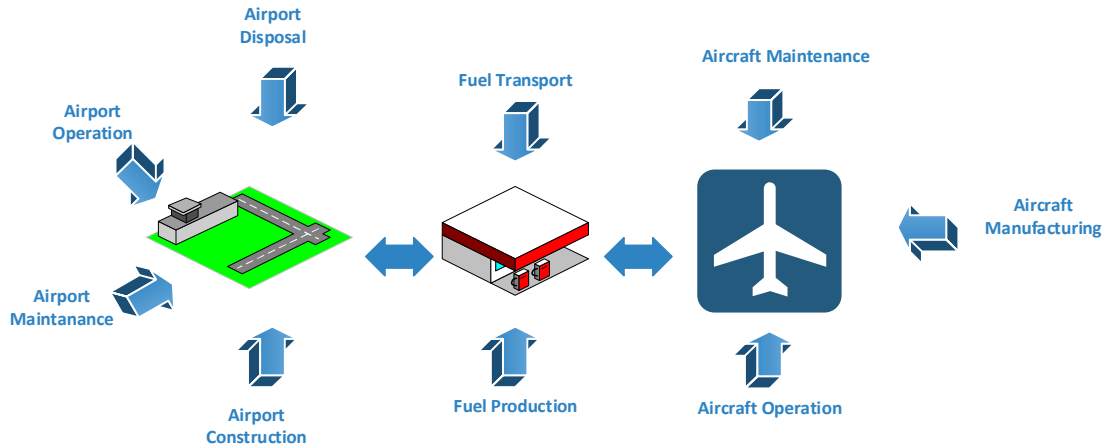 Airport
Disposal
Fuel Transport
Aircraft Maintenance
Airport
Operation
Aircraft
Manufacturing
Airport
Maintanance
Airport
Construction
Fuel Production
Aircraft Operation